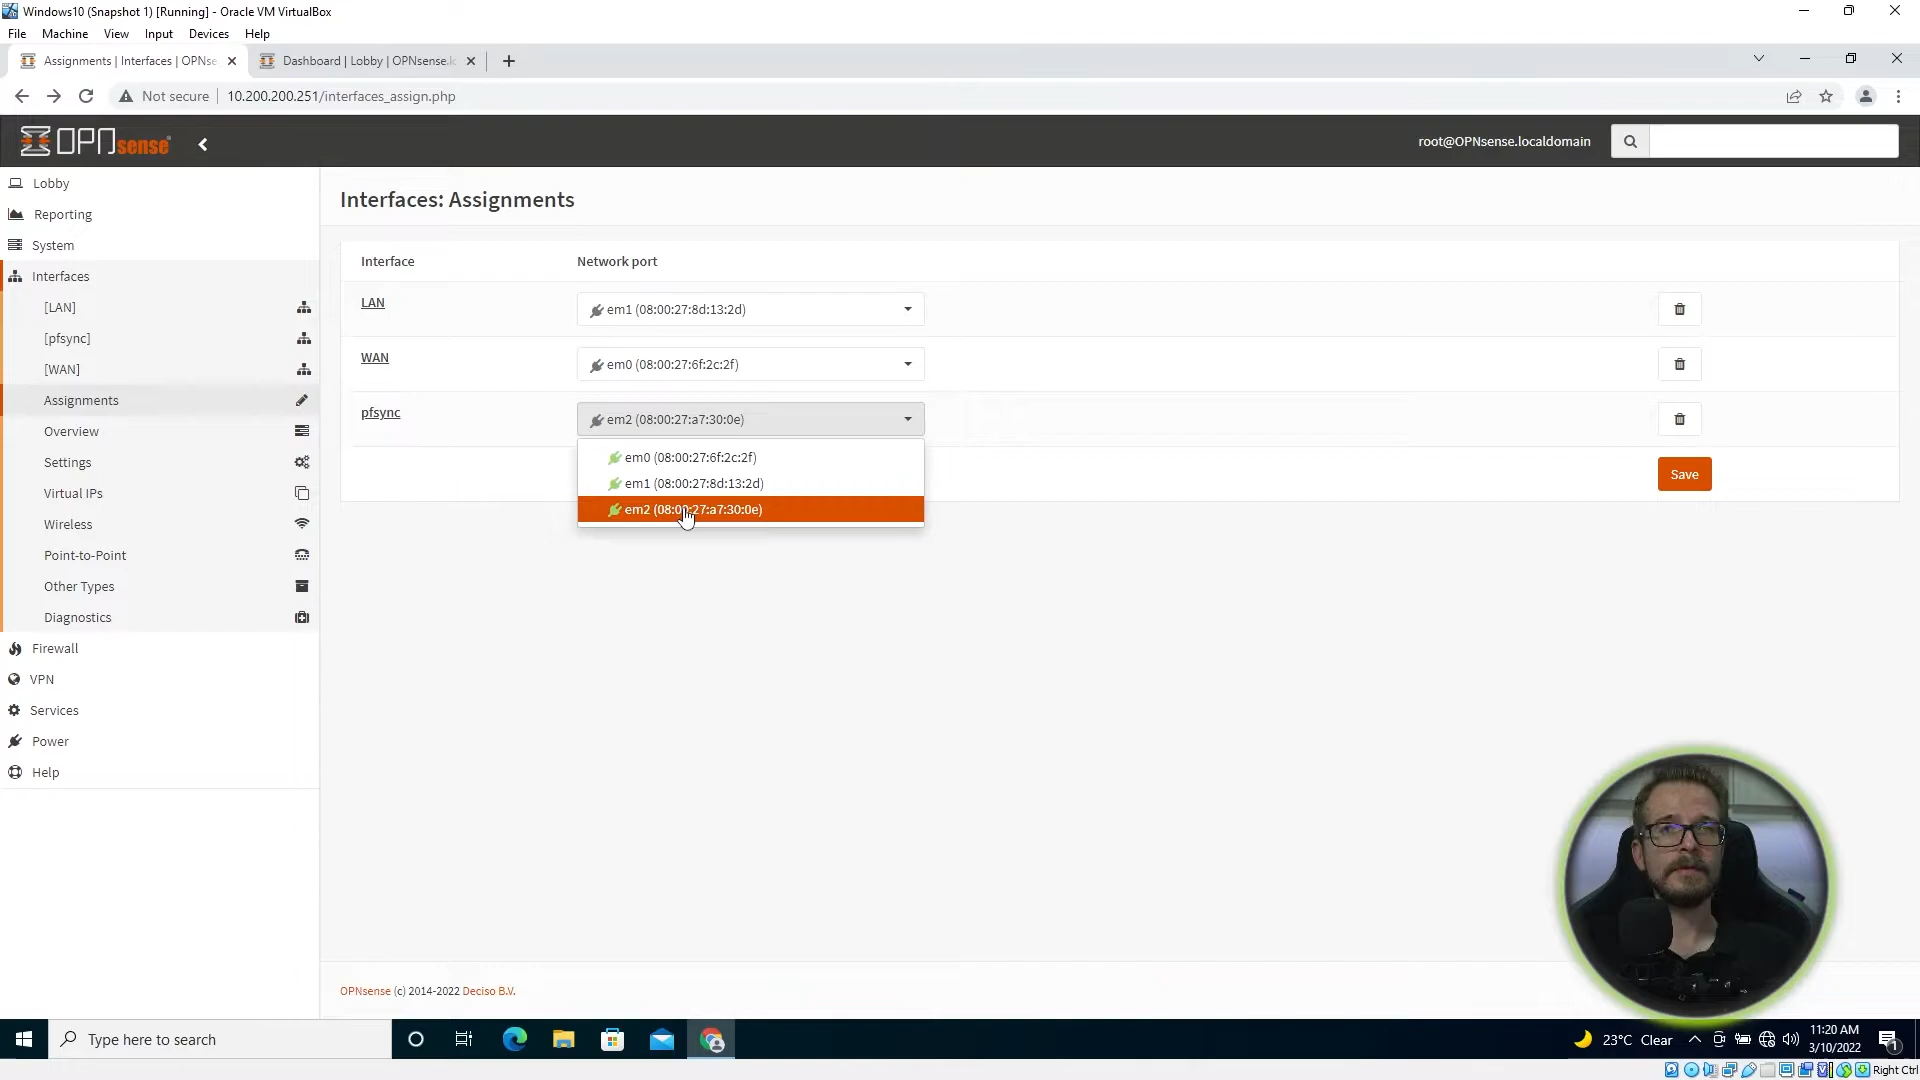 Windows10 (Snapshot 1) [Running] - Oracle VM VirtualBox
File Machine View Input Devices Help
Assignments | Interfaces | OPNse
Dashboard | Lobby | OPNsense.lo
Not secure 10.200.200.251/interfaces_assign.php
OPNsense
root@OPNsense.localdomain
Lobby
Reporting
System
Interfaces
[LAN]
[pfsync]
[WAN]
Assignments
Overview
Settings
Virtual IPs
Wireless
Point-to-Point
Other Types
Diagnostics
Firewall
VPN
Services
Power
Help
Interfaces: Assignments
Interface Network port
LAN em1 (08:00:27:8d:13:2d)
WAN em0 (08:00:27:6f:2c:2f)
pfsync em2 (08:00:27:a7:30:0e)
em0 (08:00:27:6f:2c:2f)
em1 (08:00:27:8d:13:2d)
em2 (08:00:27:a7:30:0e)
Save
OPNsense (c) 2014-2022 Deciso B.V.
Type here to search
23°C Clear
11:20 AM
3/10/2022
1
Right Ctrl